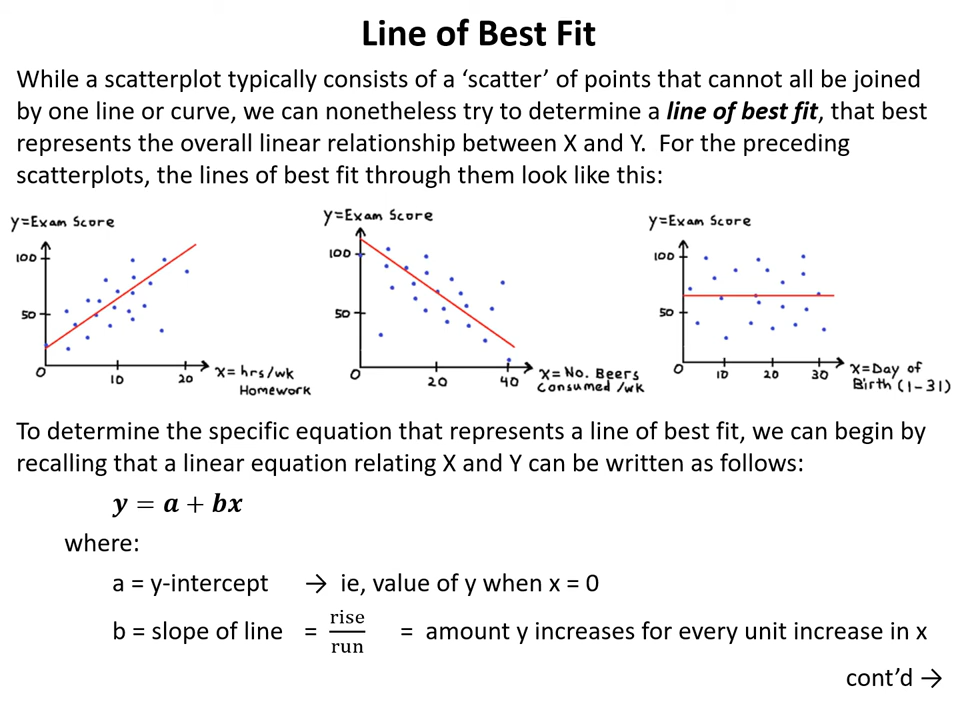 Line of Best Fit
While a scatterplot typically consists of a ‘scatter’ of points that cannot all be joined
by one line or curve, we can nonetheless try to determine a line of best fit, that best
represents the overall linear relationship between X and Y. For the preceding
scatterplots, the lines of best fit through them look like this:
y=Exam Score
100
50
0
10
20
x= hrs/wk
Homework
y=Exam Score
100
50
0
20
40
x= No. Beers
Consumed /wk
y=Exam Score
100
50
0
10
20
30
x=Day of
Birth (1-31)
To determine the specific equation that represents a line of best fit, we can begin by
recalling that a linear equation relating X and Y can be written as follows:
y = a + bx
where:
a = y-intercept → ie, value of y when x = 0
b = slope of line = rise/run = amount y increases for every unit increase in x
cont’d →